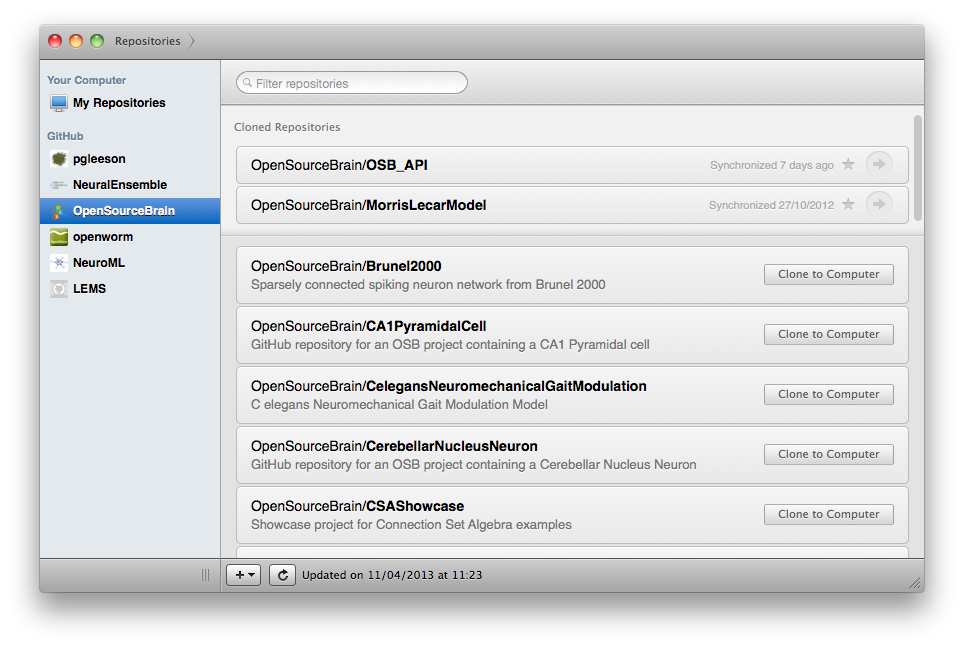 Repositories
Your Computer
My Repositories
GitHub
pgleeson
NeuralEnsemble
OpenSourceBrain
openworm
NeuroML
LEMS
Filter repositories
Cloned Repositories
OpenSourceBrain/OSB_API
Synchronized 7 days ago
OpenSourceBrain/MorrisLecarModel
Synchronized 27/10/2012
OpenSourceBrain/Brunel2000
Sparsely connected spiking neuron network from Brunel 2000
Clone to Computer
OpenSourceBrain/CA1PyramidalCell
GitHub repository for an OSB project containing a CA1 Pyramidal cell
Clone to Computer
OpenSourceBrain/CelegansNeuromechanicalGaitModulation
C elegans Neuromechanical Gait Modulation Model
Clone to Computer
OpenSourceBrain/CerebellarNucleusNeuron
GitHub repository for an OSB project containing a Cerebellar Nucleus Neuron
Clone to Computer
OpenSourceBrain/CSAShowcase
Showcase project for Connection Set Algebra examples
Clone to Computer
Updated on 11/04/2013 at 11:23